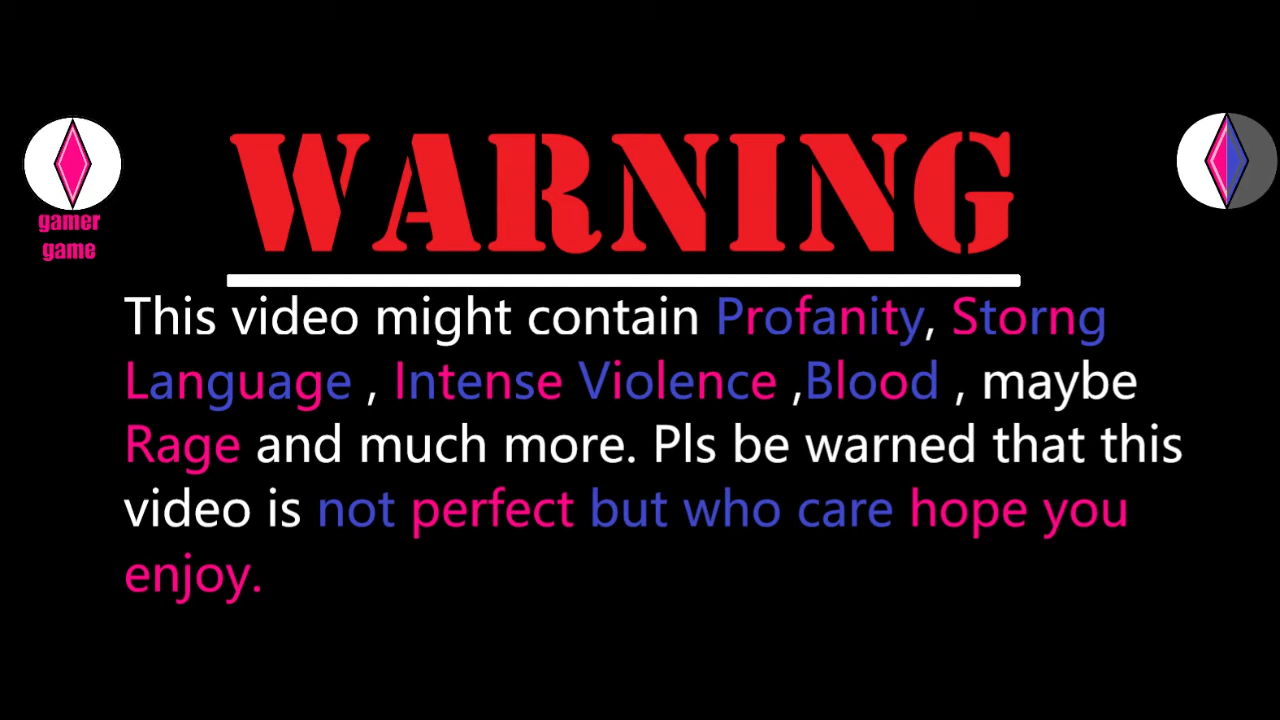 WARNING
gamer
game
This video might contain Profanity, Storng
Language , Intense Violence ,Blood , maybe
Rage and much more. Pls be warned that this
video is not perfect but who care hope you
enjoy.